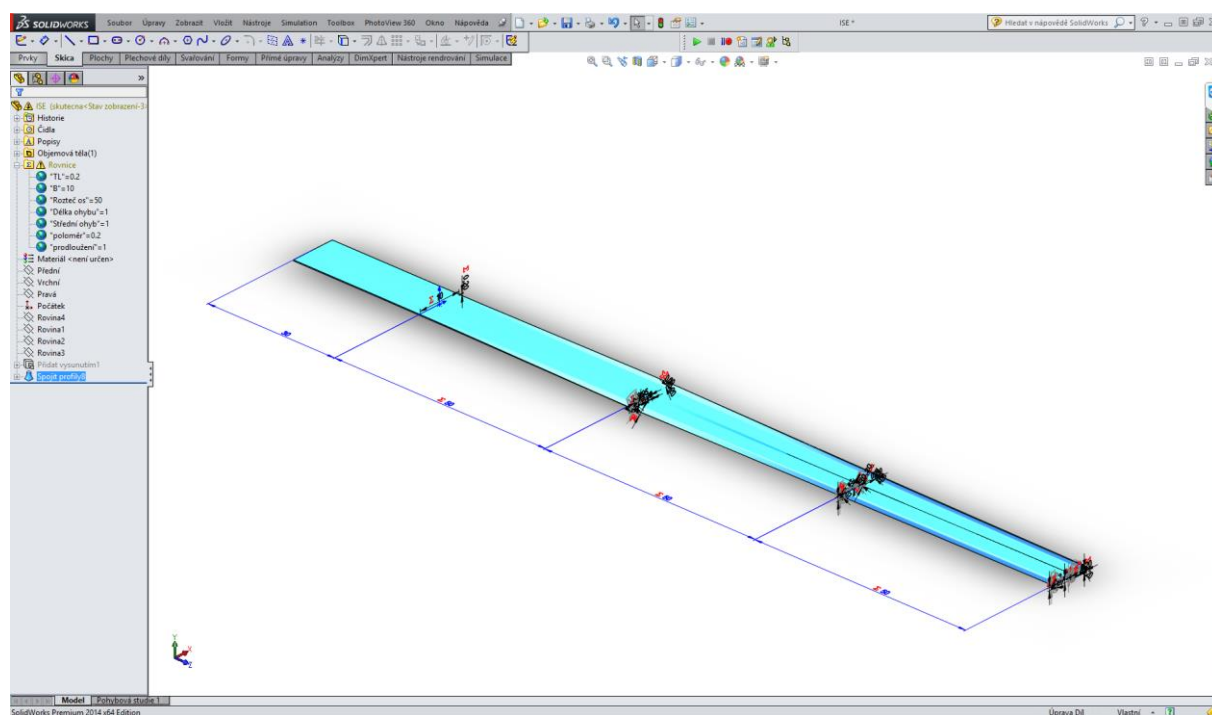 SOLIDWORKS Soubor Úpravy Zobrazit Vložit Nástroje Simulation Toolbox PhotoView 360 Okno Nápověda ISE * Hledat v nápovědě SolidWorks
Prvky Skica Plochy Plechové díly Svařování Formy Přímé úpravy Analýzy DimXpert Nástroje rendrování Simulace
ISE (skutecna<Stav zobrazení-3
Historie
Čidla
Popisy
Objemová těla(1)
Rovnice
"TL"=0.2
"B"=10
"Rozteč os"=50
"Délka ohybu"=1
"Střední ohyb"=1
"poloměr"=0.2
"prodloužení"=1
Materiál <není určen>
Přední
Vrchní
Pravá
Počátek
Rovina4
Rovina1
Rovina2
Rovina3
Přidat vysunutím1
Spojit profily3
Σ 50
Σ 50
Σ 50
Y
X
Z
Model Pohybová studie 1
SolidWorks Premium 2014 x64 Edition Úprava Díl Vlastní